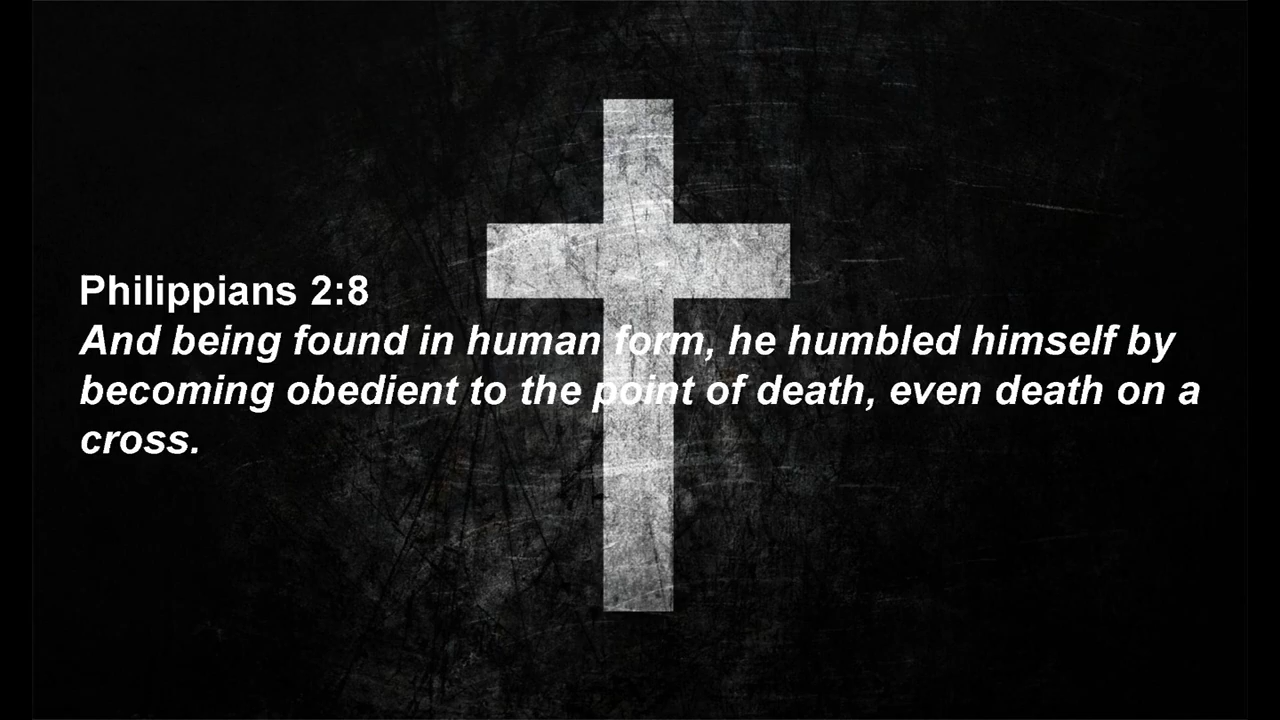 Philippians 2:8
And being found in human form, he humbled himself by
becoming obedient to the point of death, even death on a
cross.